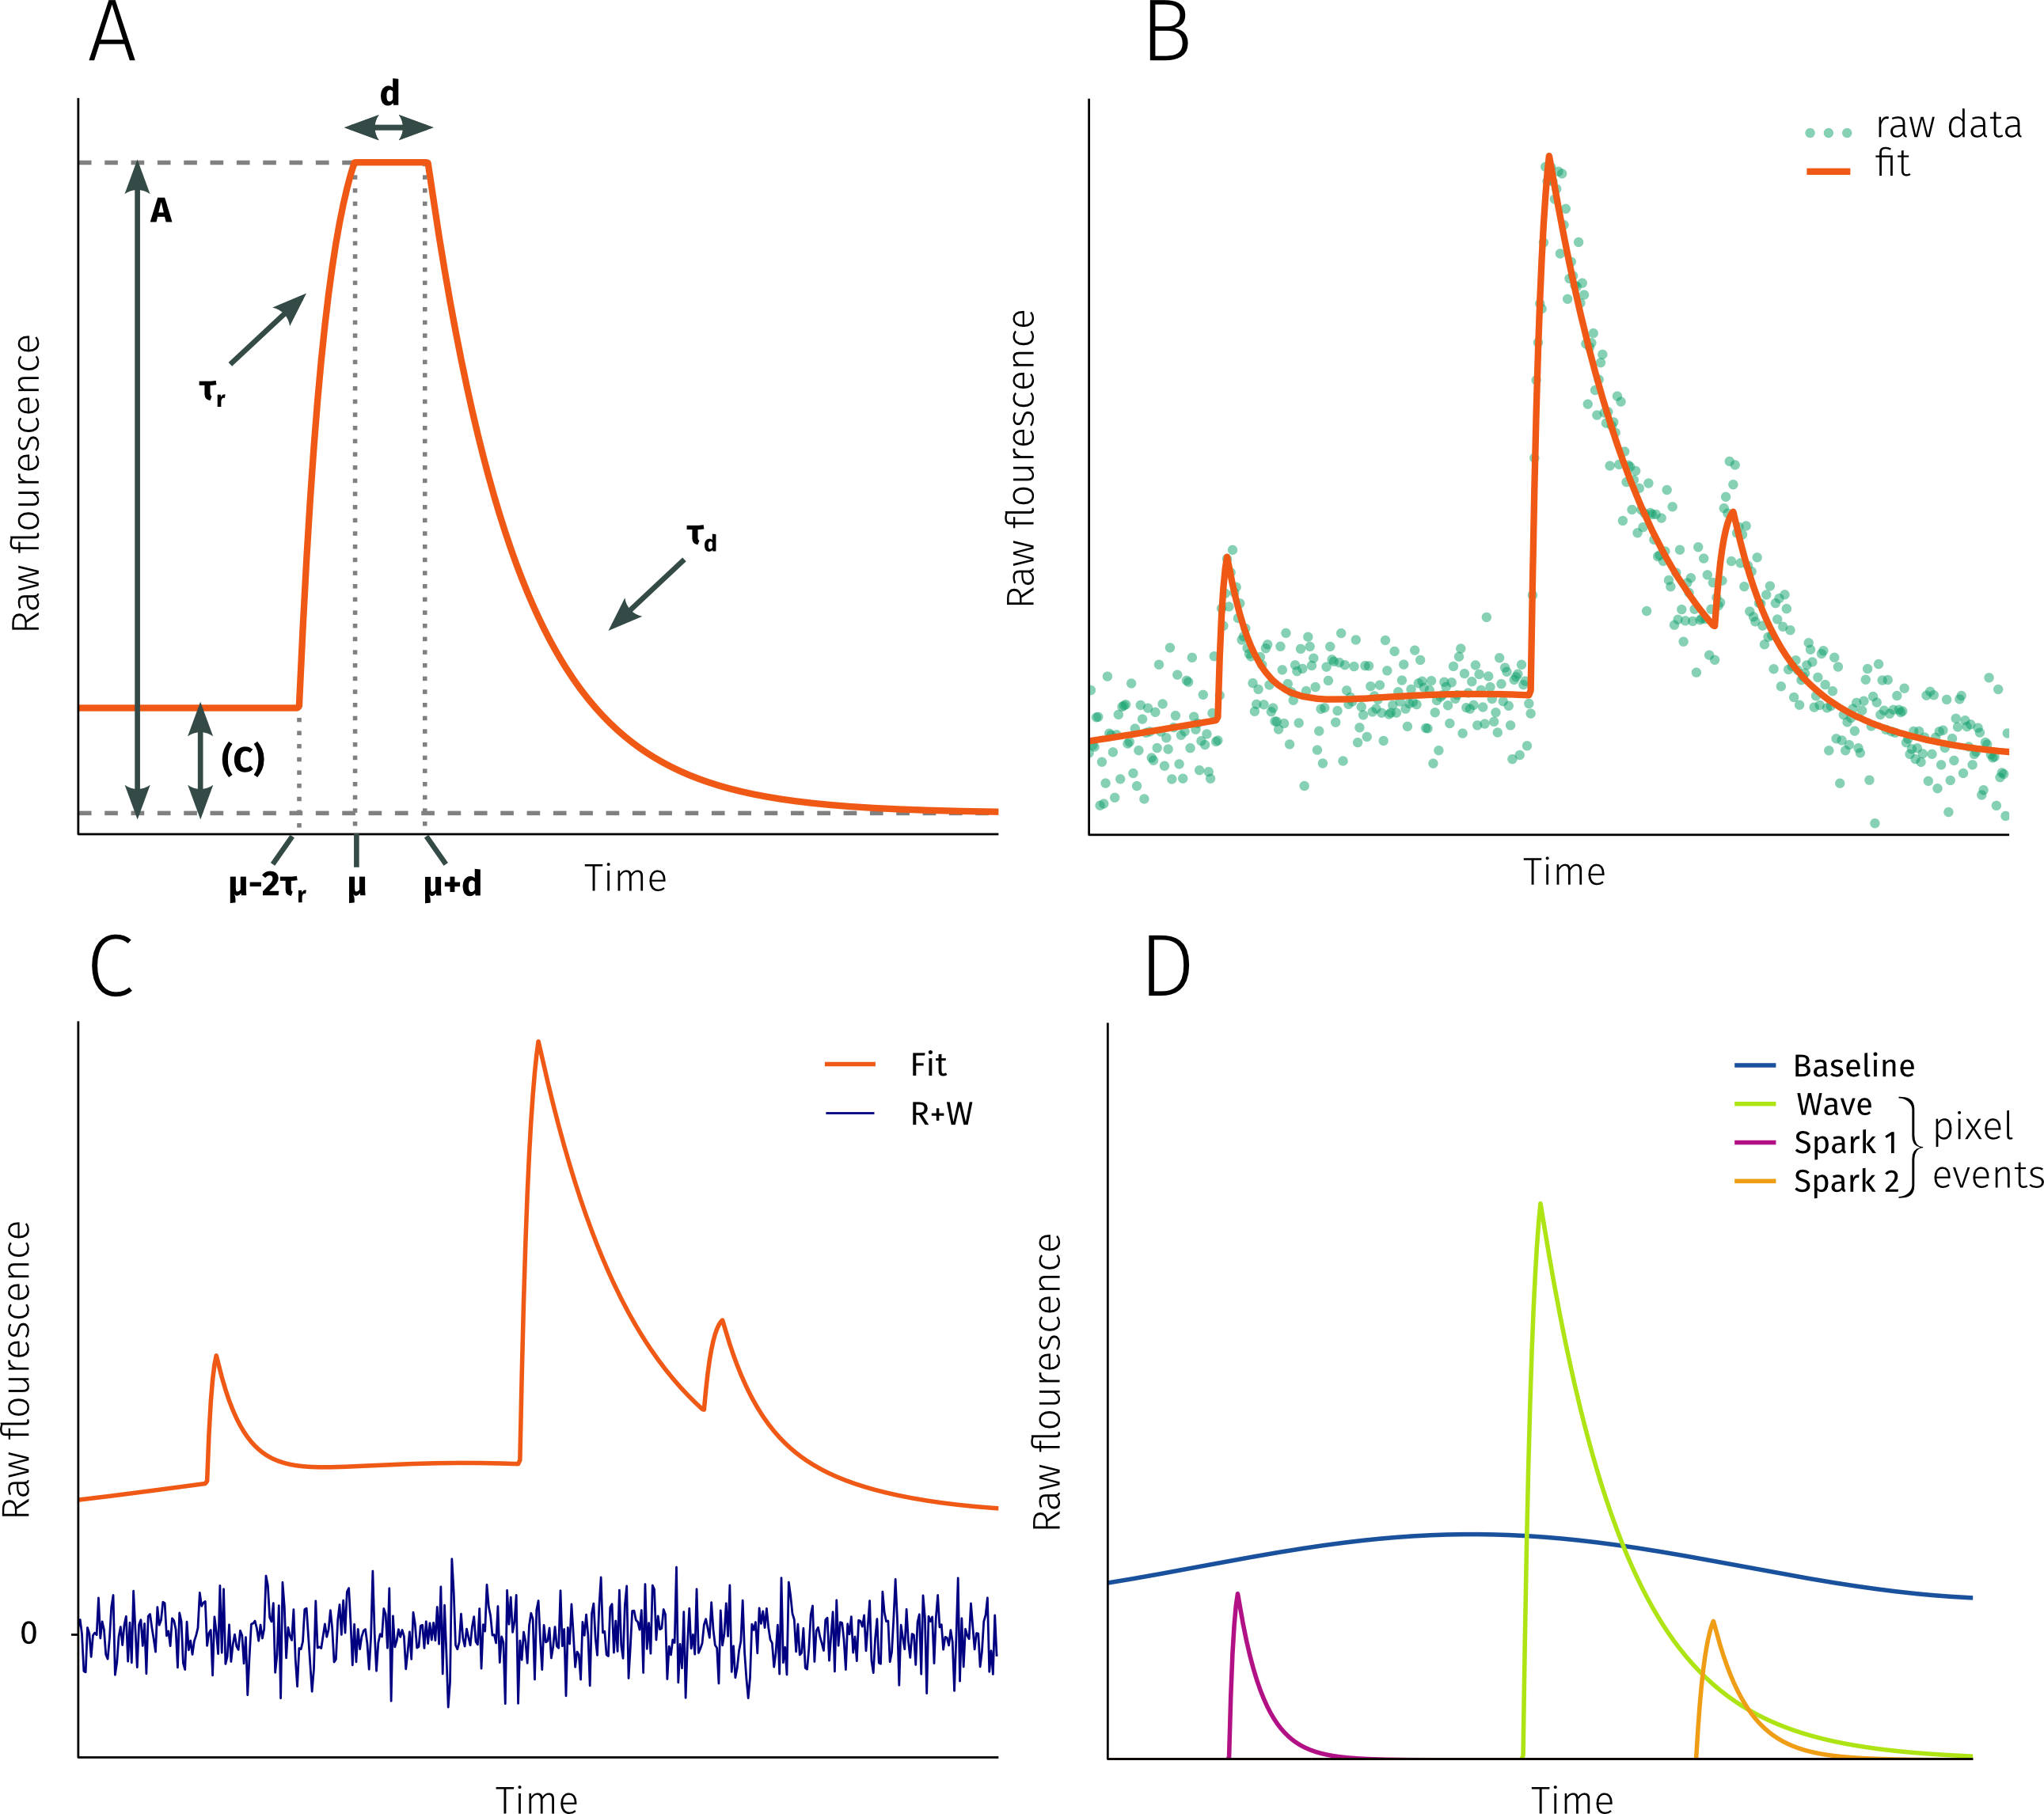 A
d
A
τr
τd
(C)
μ-2τr
μ
μ+d
Raw flourescence
Time
B
raw data
fit
Raw flourescence
Time
C
Fit
R+W
0
Raw flourescence
Time
D
Baseline
Wave
Spark 1
Spark 2
pixel
events
Raw flourescence
Time